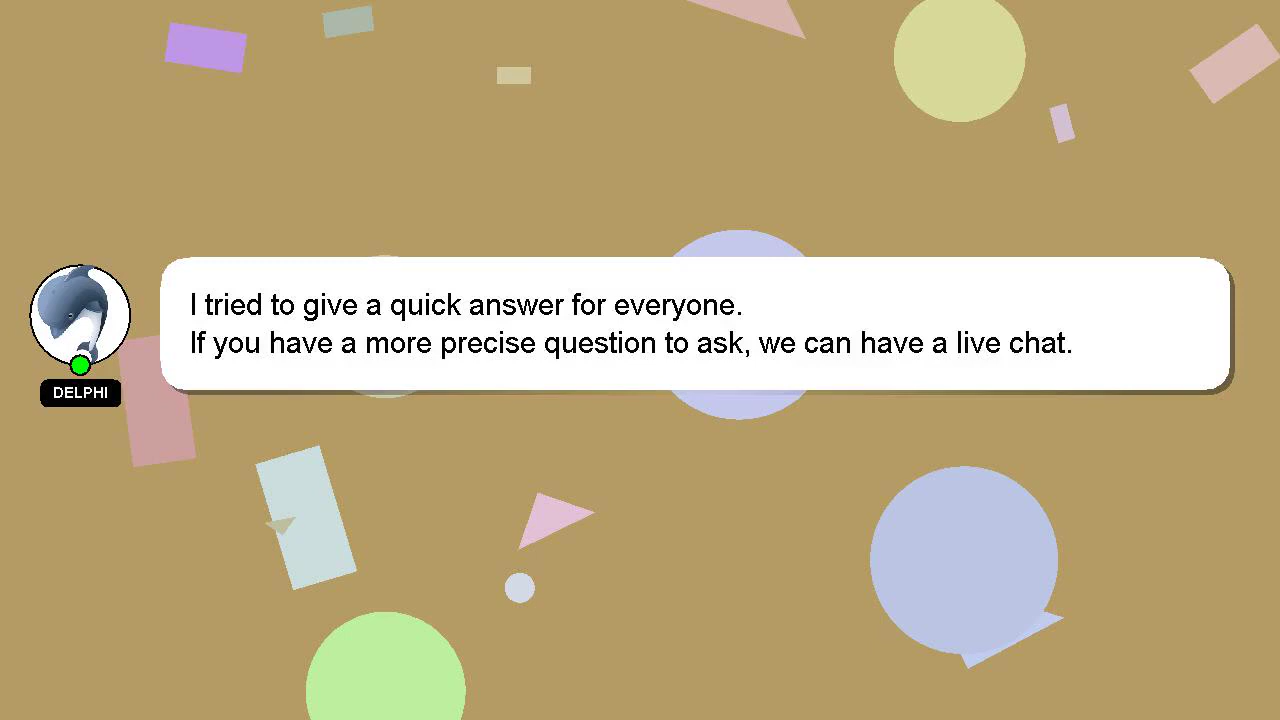 I tried to give a quick answer for everyone.
If you have a more precise question to ask, we can have a live chat.
DELPHI